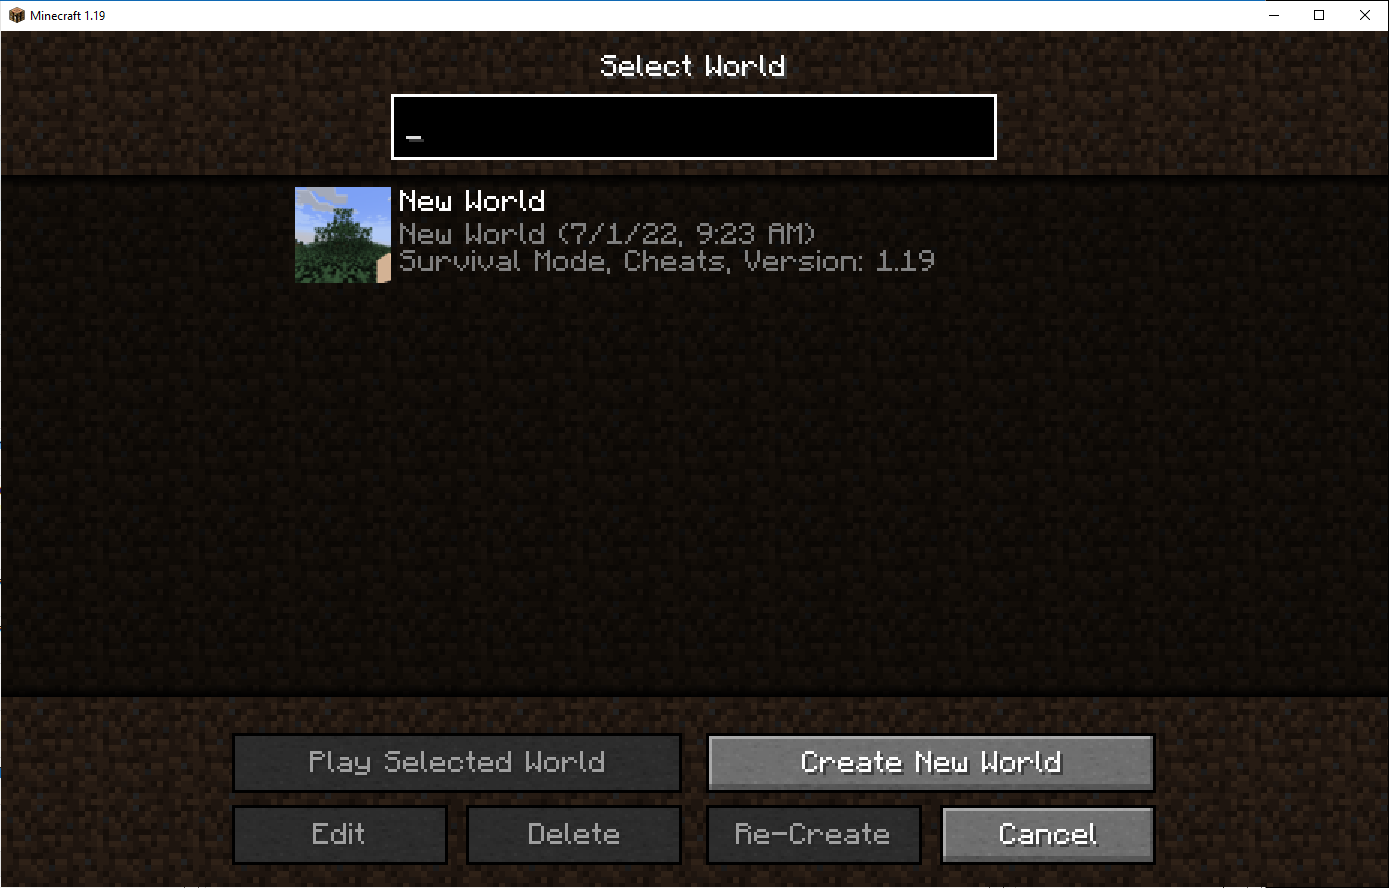 Minecraft 1.19
Select World
_
New World
New World (7/1/22, 9:23 AM)
Survival Mode, Cheats, Version: 1.19
Play Selected World
Create New World
Edit
Delete
Re-Create
Cancel